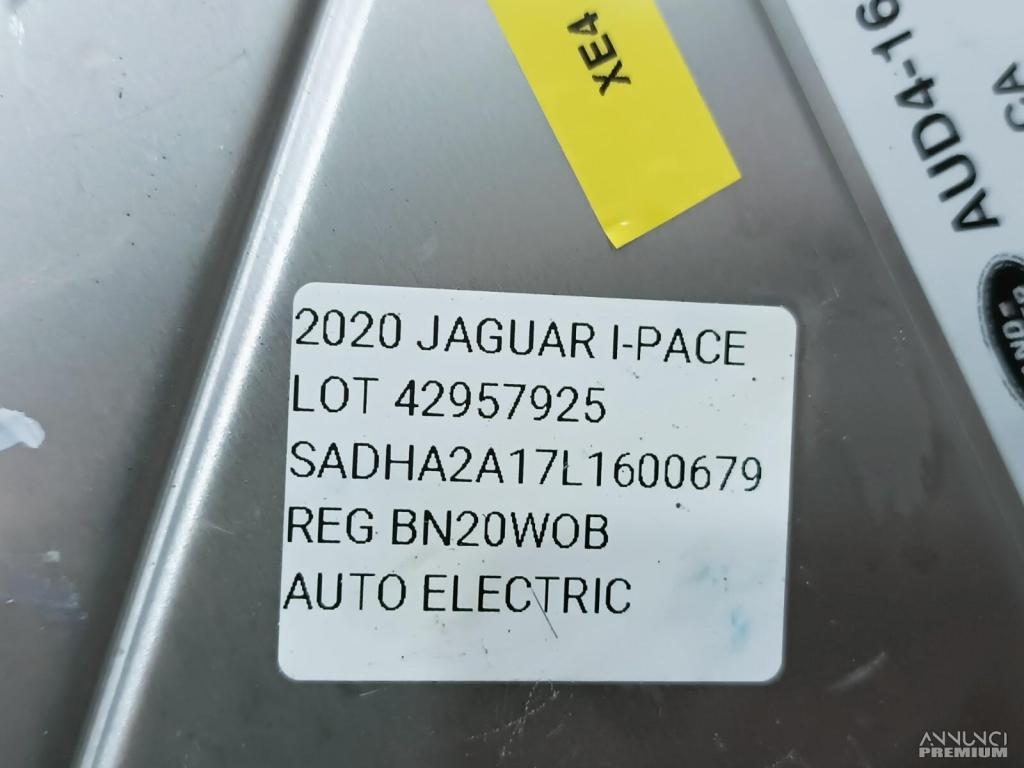 XE4
AUD4-16
CA
2020 JAGUAR I-PACE
LOT 42957925
SADHA2A17L1600679
REG BN20WOB
AUTO ELECTRIC
ANNUNCI
PREMIUM